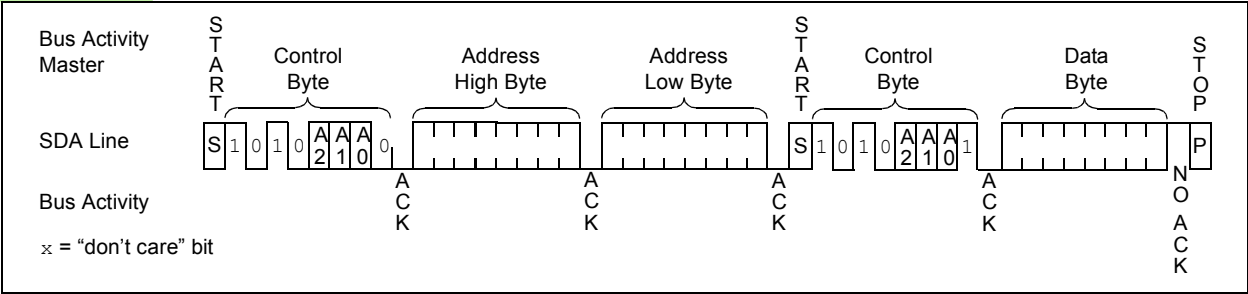 Bus Activity
Master
START
Control
Byte
Address
High Byte
Address
Low Byte
START
Control
Byte
Data
Byte
STOP
SDA Line
S 1 0 1 0 A2 A1 A0 0
S 1 0 1 0 A2 A1 A0 1
P
Bus Activity
ACK
ACK
ACK
ACK
NO ACK
x = “don’t care” bit